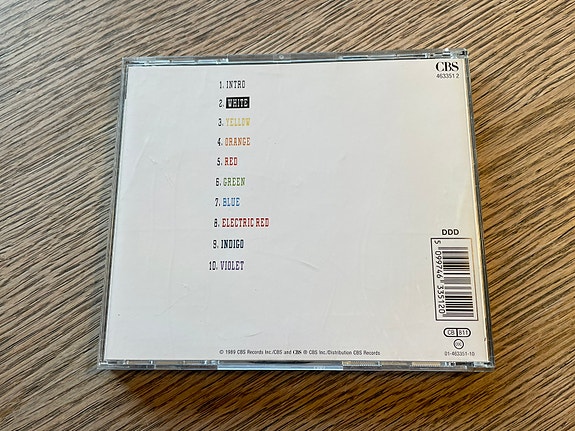 CBS
463351 2
1. INTRO
2. WHITE
3. YELLOW
4. ORANGE
5. RED
6. GREEN
7. BLUE
8. ELECTRIC RED
9. INDIGO
10. VIOLET
DDD
5 099746 335120
CB 811
01-463351-10
© 1989 CBS Records Inc./CBS and CBS ® CBS Inc./Distribution CBS Records